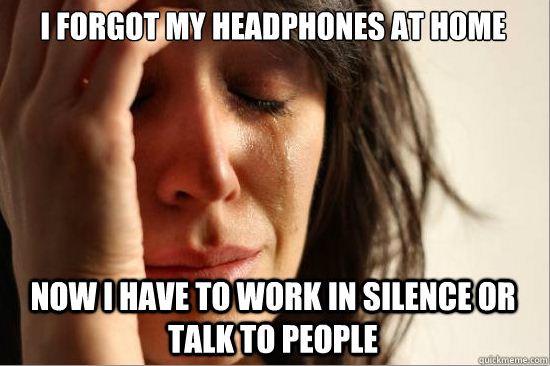 I FORGOT MY HEADPHONES AT HOME
NOW I HAVE TO WORK IN SILENCE OR
TALK TO PEOPLE
quickmeme.com